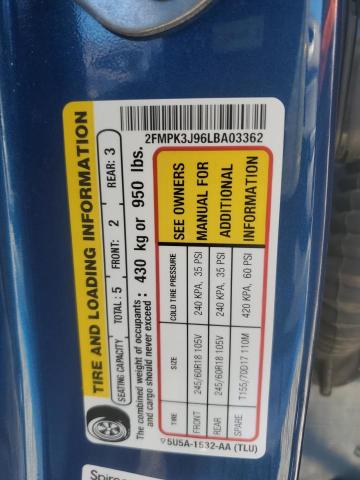 2FMPK3J96LBA03362
TIRE AND LOADING INFORMATION
SEATING CAPACITY TOTAL: 5 FRONT: 2 REAR: 3
The combined weight of occupants and cargo should never exceed: 430 kg or 950 lbs.
TIRE SIZE COLD TIRE PRESSURE
FRONT 245/60R18 105V 240 KPA, 35 PSI
REAR 245/60R18 105V 240 KPA, 35 PSI
SPARE T155/70D17 110M 420 KPA, 60 PSI
SEE OWNERS
MANUAL FOR
ADDITIONAL
INFORMATION
5U5A-1532-AA (TLU)